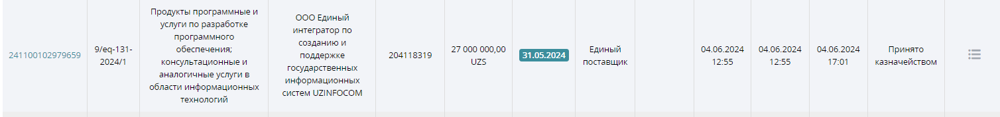 241100102979659
9/eq-131-
2024/1
Продукты программные и
услуги по разработке
программного
обеспечения;
консультационные и
аналогичные услуги в
области информационных
технологий
ООО Единый
интегратор по
созданию и
поддержке
государственных
информационных
систем UZINFOCOM
204118319
27 000 000,00
UZS
31.05.2024
Единый
поставщик
04.06.2024
12:55
04.06.2024
12:55
04.06.2024
17:01
Принято
казначейством